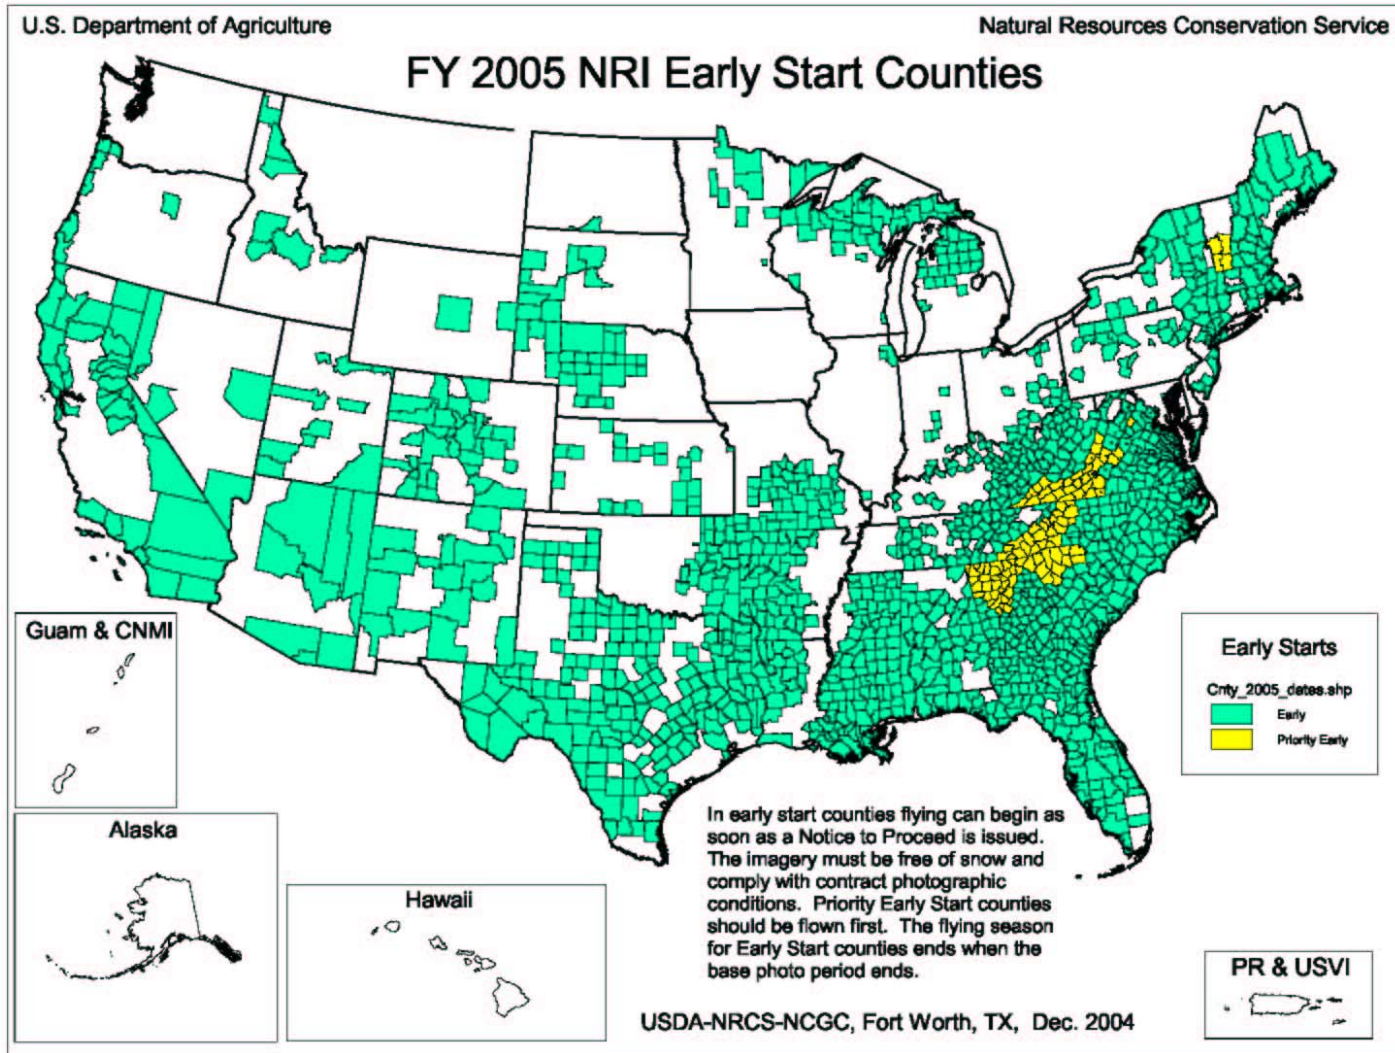 U.S. Department of Agriculture
Natural Resources Conservation Service
FY 2005 NRI Early Start Counties
Guam & CNMI
Alaska
Hawaii
Early Starts
Cnty_2005_dates.shp
Early
Priority Early
In early start counties flying can begin as
soon as a Notice to Proceed is issued.
The imagery must be free of snow and
comply with contract photographic
conditions. Priority Early Start counties
should be flown first. The flying season
for Early Start counties ends when the
base photo period ends.
PR & USVI
USDA-NRCS-NCGC, Fort Worth, TX, Dec. 2004